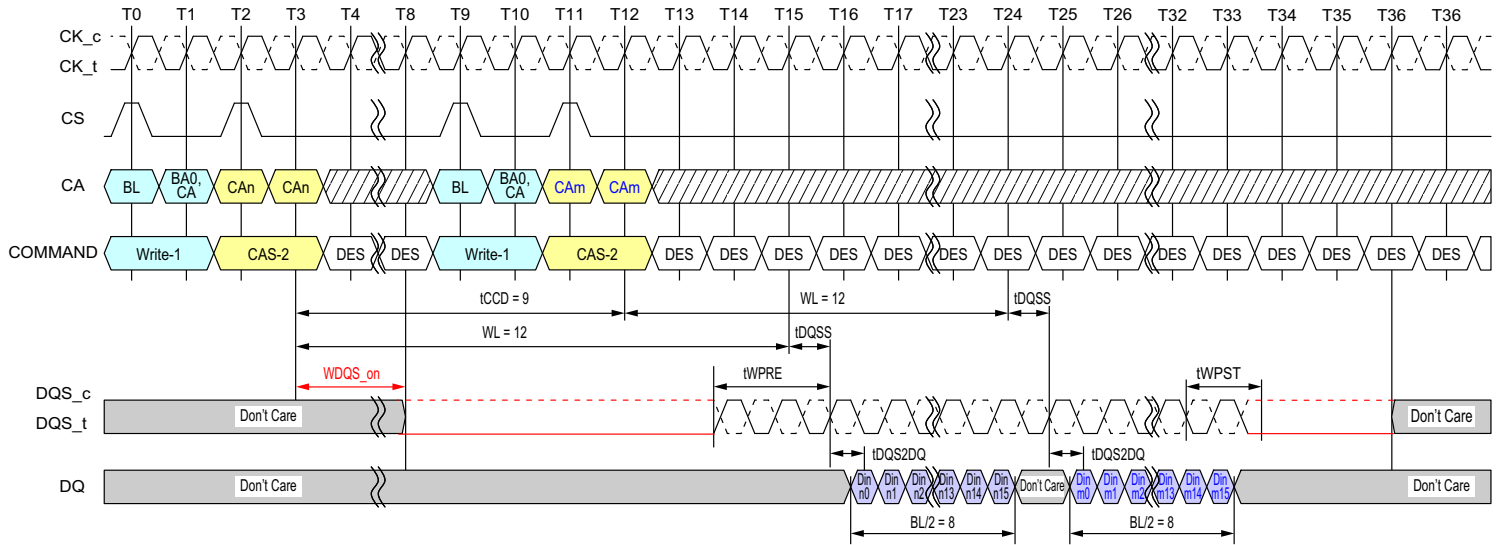 T0 T1 T2 T3 T4 T8 T9 T10 T11 T12 T13 T14 T15 T16 T17 T23 T24 T25 T26 T32 T33 T34 T35 T36 T36
CK_c
CK_t
CS
CA BL BA0, CA CAn CAn BL BA0, CA CAm CAm
COMMAND Write-1 CAS-2 DES DES Write-1 CAS-2 DES DES DES DES DES DES DES DES DES DES DES DES DES DES DES
tCCD = 9 WL = 12 tDQSS
WL = 12 tDQSS
WDQS_on tWPRE tWPST
DQS_c
DQS_t Don't Care Don't Care
tDQS2DQ tDQS2DQ
DQ Don't Care Din n0 Din n1 Din n2 Din n13 Din n14 Din n15 Don't Care Din m0 Din m1 Din m2 Din m13 Din m14 Din m15 Don't Care
BL/2 = 8 BL/2 = 8